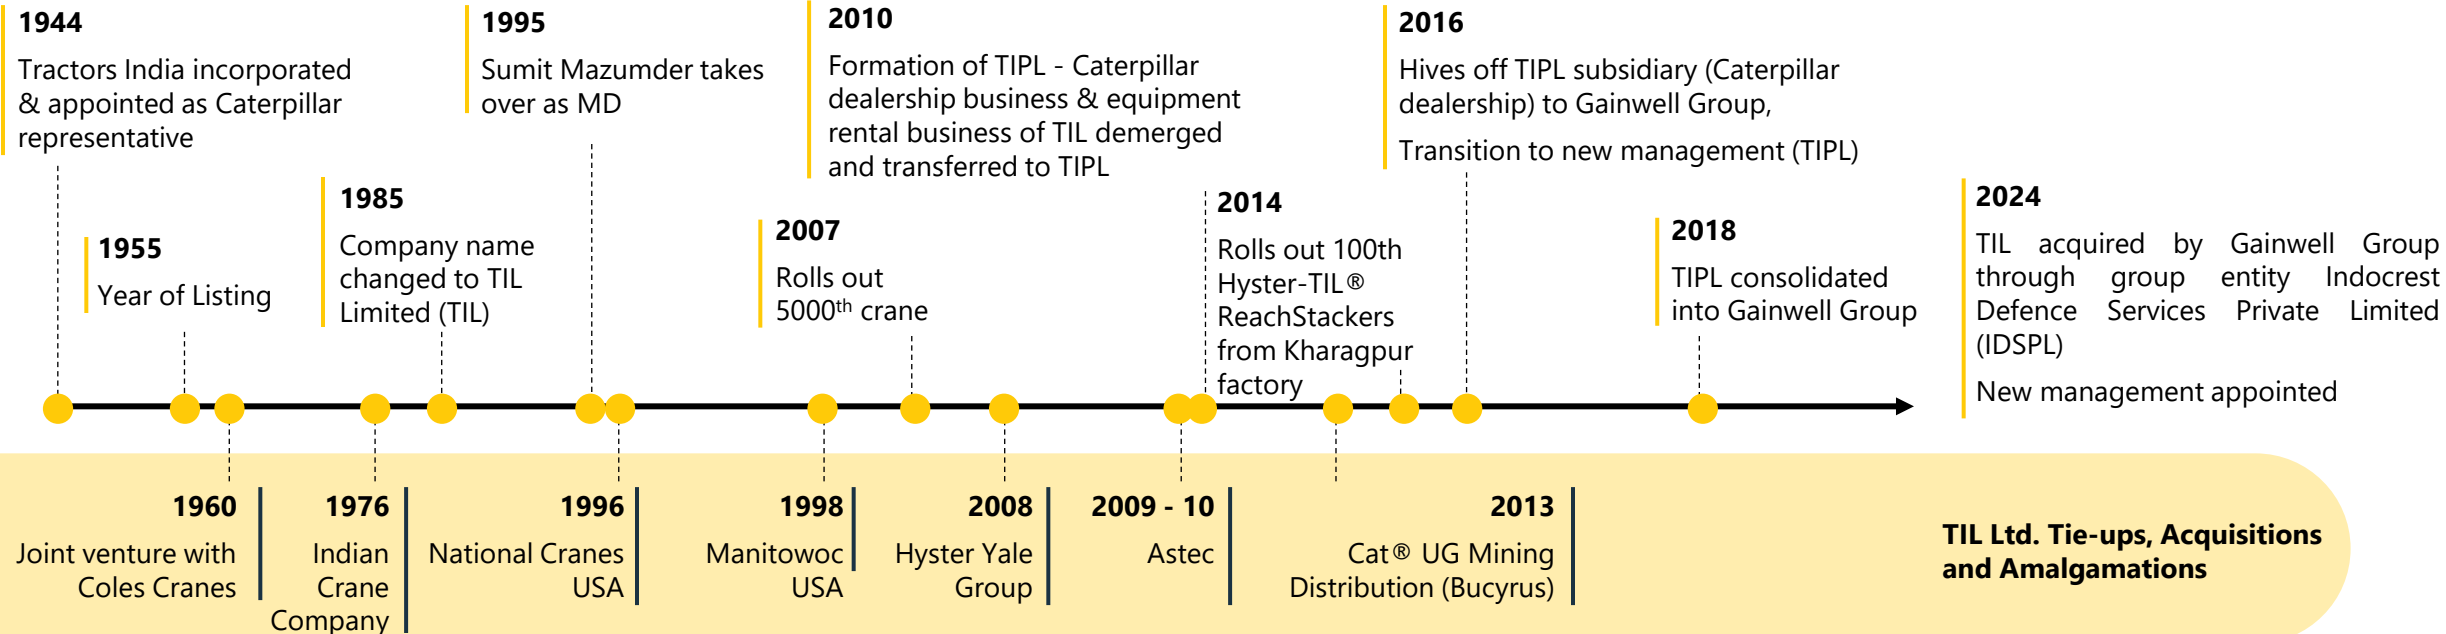 1944
Tractors India incorporated
& appointed as Caterpillar
representative
1955
Year of Listing
1985
Company name
changed to TIL
Limited (TIL)
1995
Sumit Mazumder takes
over as MD
2007
Rolls out
5000th crane
2010
Formation of TIPL - Caterpillar
dealership business & equipment
rental business of TIL demerged
and transferred to TIPL
2014
Rolls out 100th
Hyster-TIL®
ReachStackers
from Kharagpur
factory
2016
Hives off TIPL subsidiary (Caterpillar
dealership) to Gainwell Group,
Transition to new management (TIPL)
2018
TIPL consolidated
into Gainwell Group
2024
TIL acquired by Gainwell Group
through group entity Indocrest
Defence Services Private Limited
(IDSPL)
New management appointed
1960
Joint venture with
Coles Cranes
1976
Indian
Crane
Company
1996
National Cranes
USA
1998
Manitowoc
USA
2008
Hyster Yale
Group
2009 - 10
Astec
2013
Cat® UG Mining
Distribution (Bucyrus)
TIL Ltd. Tie-ups, Acquisitions
and Amalgamations